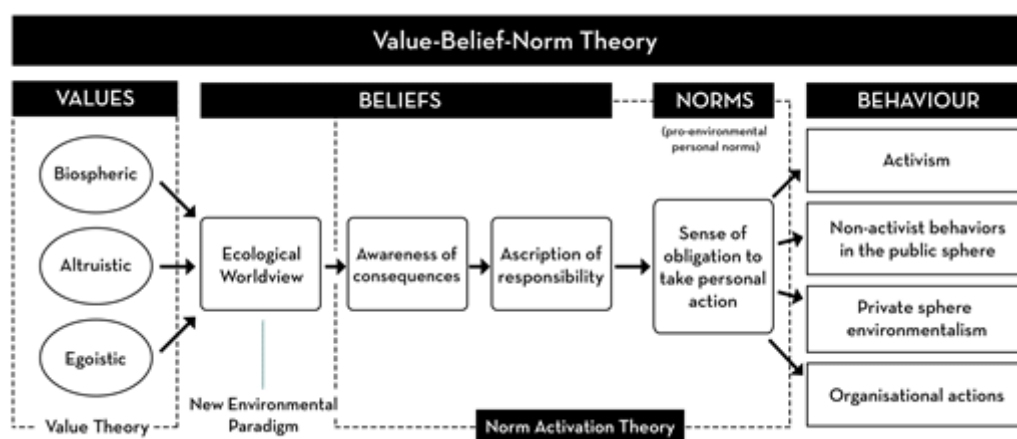 Value-Belief-Norm Theory
VALUES
BELIEFS
NORMS
BEHAVIOUR
(pro-environmental
personal norms)
Biospheric
Altruistic
Egoistic
Ecological
Worldview
Awareness of
consequences
Ascription of
responsibility
Sense of
obligation to
take personal
action
Activism
Non-activist behaviors
in the public sphere
Private sphere
environmentalism
Organisational actions
Value Theory
New Environmental
Paradigm
Norm Activation Theory